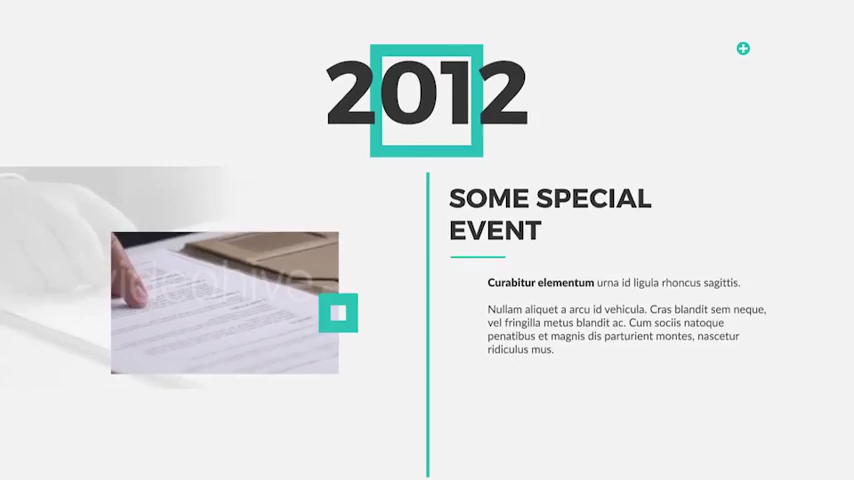 2012
SOME SPECIAL
EVENT
Curabitur elementum urna id ligula rhoncus sagittis.
Nullam aliquet a arcu id vehicula. Cras blandit sem neque,
vel fringilla metus blandit ac. Cum sociis natoque
penatibus et magnis dis parturient montes, nascetur
ridiculus mus.
videohive